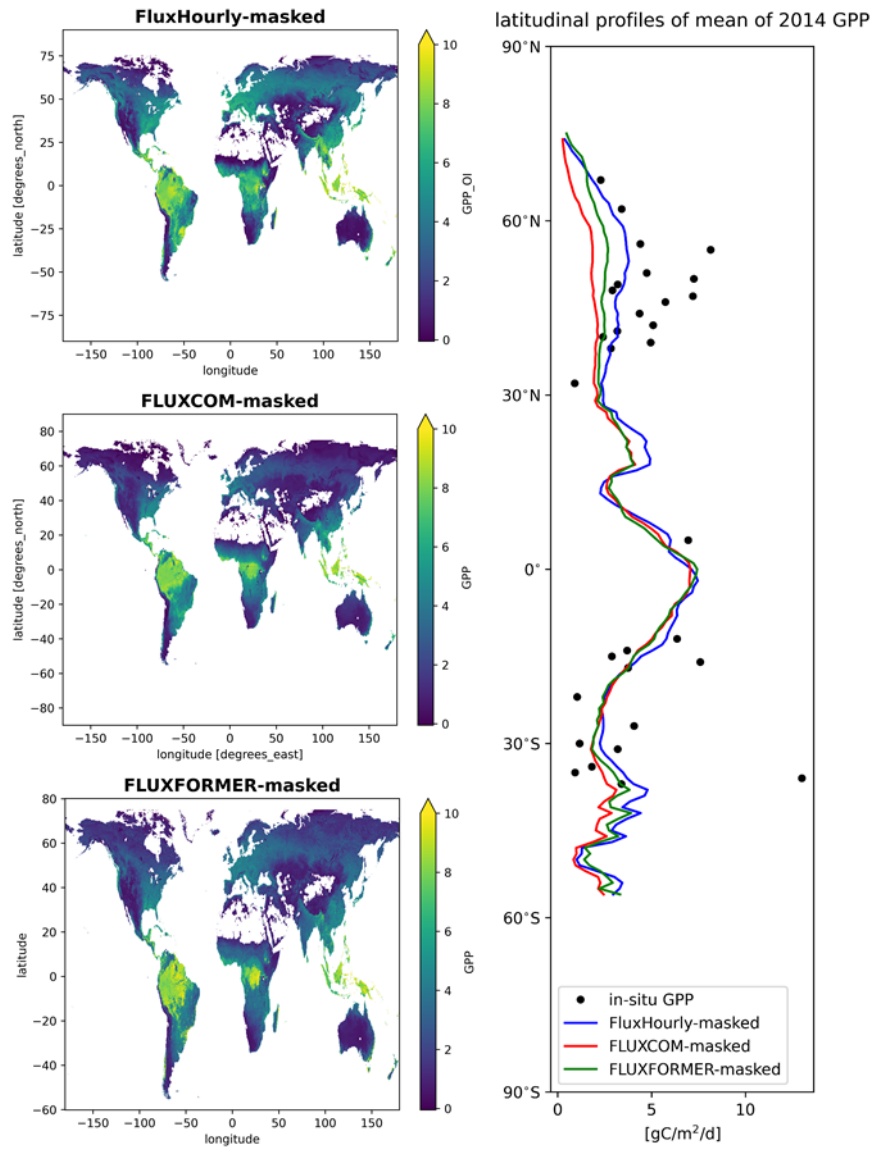 FluxHourly-masked
75
50
25
0
−25
−50
−75
latitude [degrees_north]
−150 −100 −50 0 50 100 150
longitude
10
8
6
4
2
0
GPP_OI
FLUXCOM-masked
80
60
40
20
0
−20
−40
−60
−80
latitude [degrees_north]
−150 −100 −50 0 50 100 150
longitude [degrees_east]
10
8
6
4
2
0
GPP
FLUXFORMER-masked
80
60
40
20
0
−20
−40
−60
latitude
−150 −100 −50 0 50 100 150
longitude
10
8
6
4
2
0
GPP
latitudinal profiles of mean of 2014 GPP
90°N
60°N
30°N
0°
30°S
60°S
90°S
in-situ GPP
FluxHourly-masked
FLUXCOM-masked
FLUXFORMER-masked
0 5 10
[gC/m²/d]